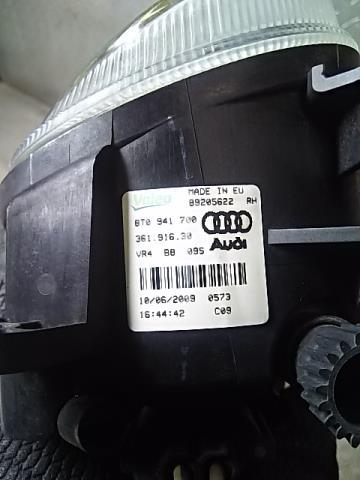 Valeo MADE IN EU
89205622 RH
8T0 941 700
361.916.30 Audi
VR4 BB 095
10/06/2009 0573
16:44:42 C09